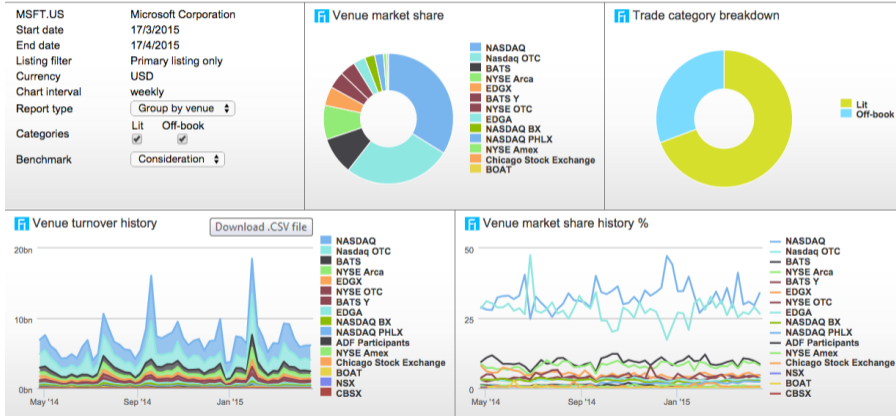 MSFT.US Microsoft Corporation
Start date 17/3/2015
End date 17/4/2015
Listing filter Primary listing only
Currency USD
Chart interval weekly
Report type Group by venue
Lit Off-book
Categories
Benchmark Consideration
Fi Venue market share
NASDAQ
Nasdaq OTC
BATS
NYSE Arca
EDGX
BATS Y
NYSE OTC
EDGA
NASDAQ BX
NASDAQ PHLX
NYSE Amex
Chicago Stock Exchange
BOAT
Fi Trade category breakdown
Lit
Off-book
Fi Venue turnover history
Download .CSV file
20bn
10bn
0bn
May '14 Sep '14 Jan '15
NASDAQ
Nasdaq OTC
BATS
NYSE Arca
EDGX
NYSE OTC
BATS Y
EDGA
NASDAQ BX
NASDAQ PHLX
ADF Participants
NYSE Amex
Chicago Stock Exchange
BOAT
NSX
CBSX
Fi Venue market share history %
50
25
0
May '14 Sep '14 Jan '15
NASDAQ
Nasdaq OTC
BATS
NYSE Arca
BATS Y
EDGX
NYSE OTC
EDGA
NASDAQ BX
NASDAQ PHLX
ADF Participants
NYSE Amex
Chicago Stock Exchange
NSX
BOAT
CBSX